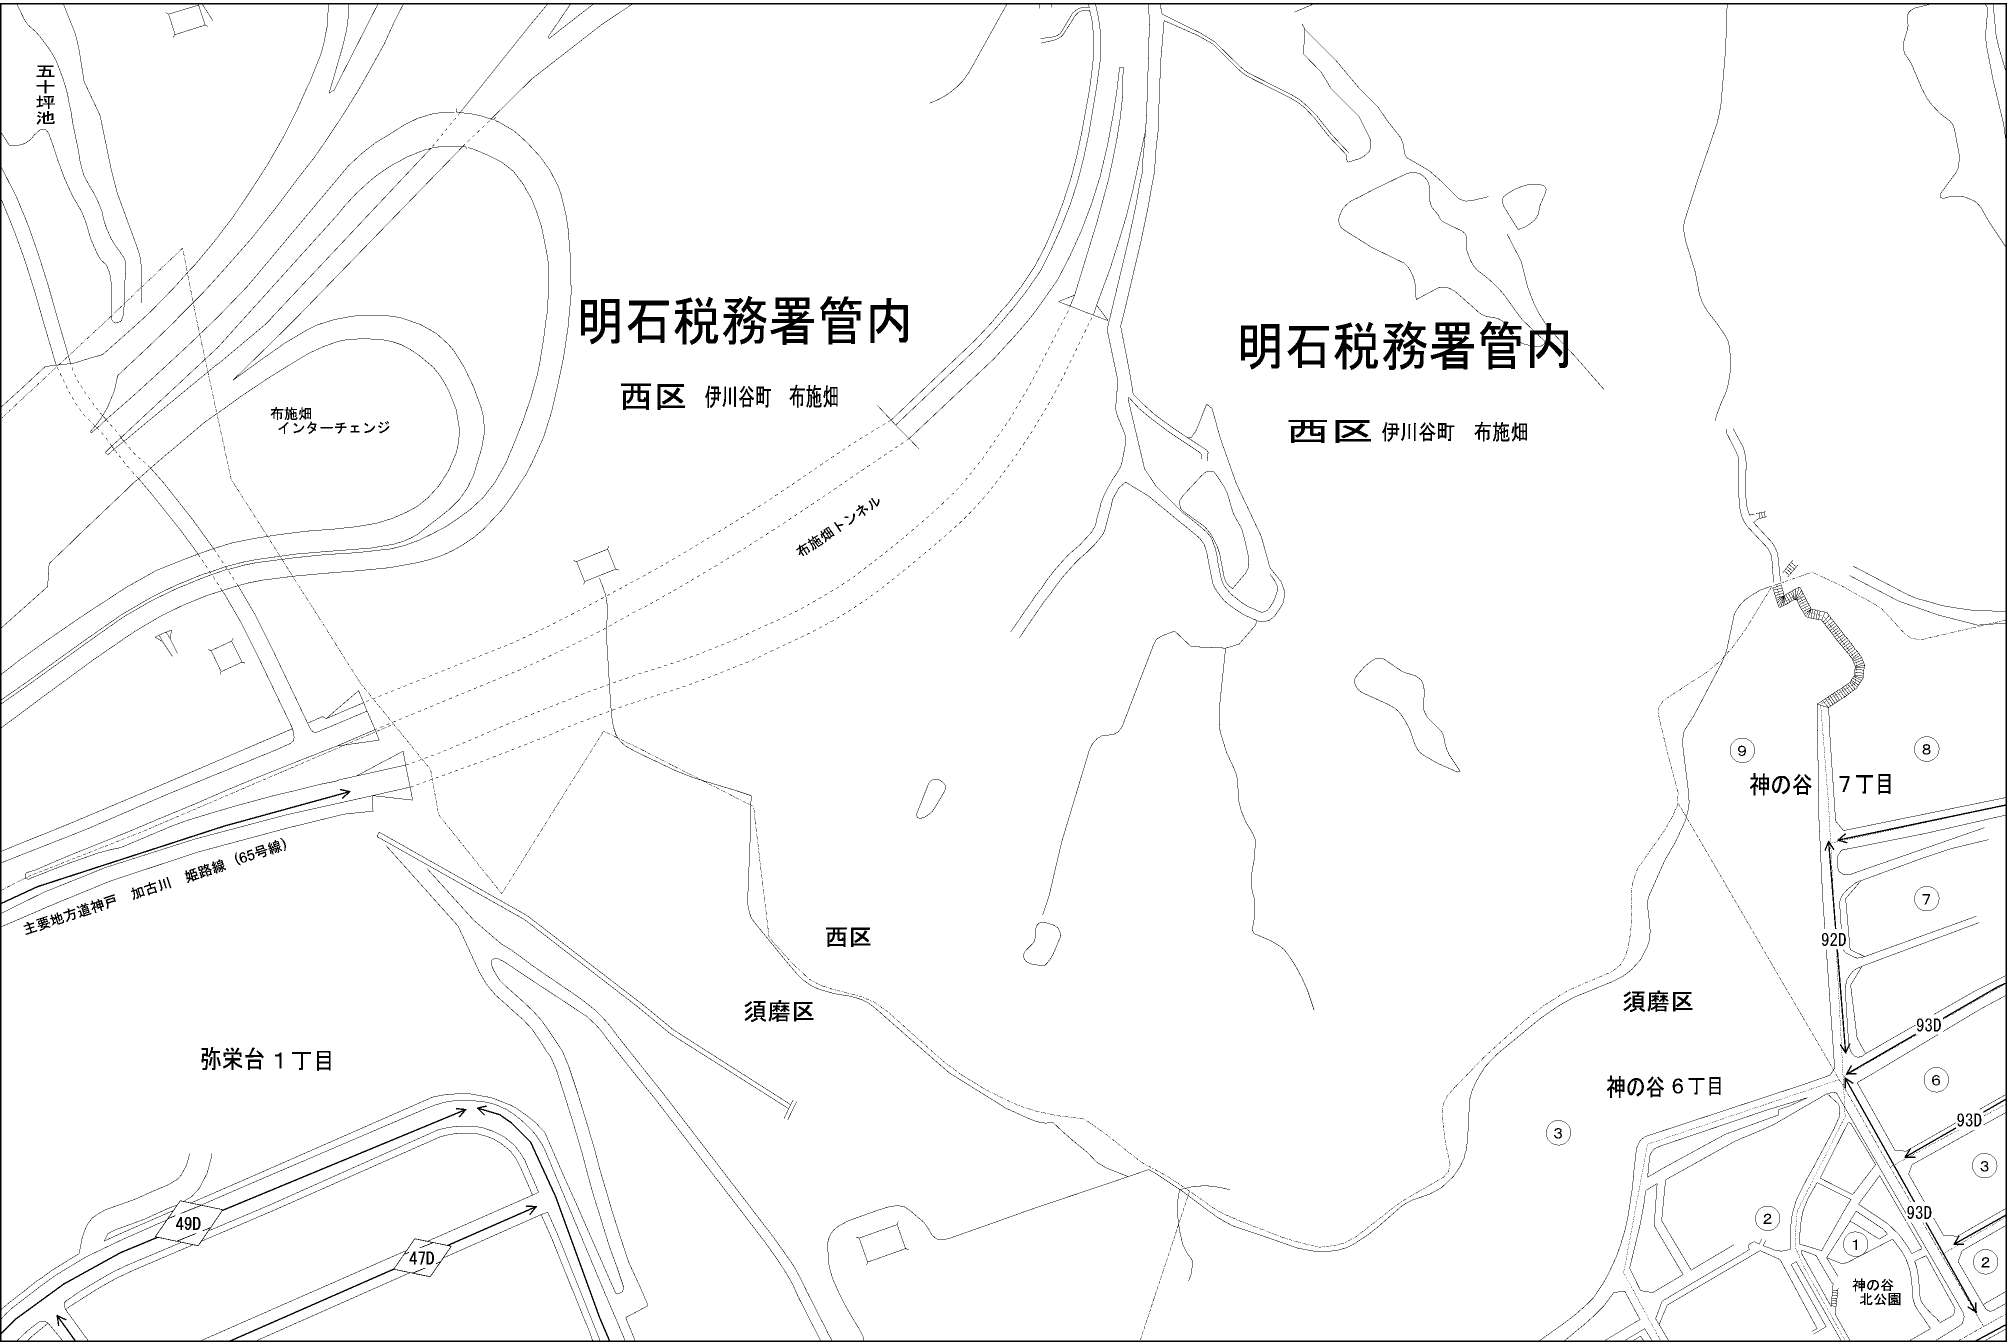 五十坪池
明石税務署管内
西区 伊川谷町 布施畑
明石税務署管内
西区 伊川谷町 布施畑
布施畑
インターチェンジ
布施畑トンネル
主要地方道神戸 加古川 姫路線（65号線）
西区
須磨区
弥栄台１丁目
49D
47D
⑨
⑧
神の谷 ７丁目
⑦
92D
須磨区
93D
神の谷６丁目
⑥
③
93D
③
93D
②
①
②
神の谷
北公園